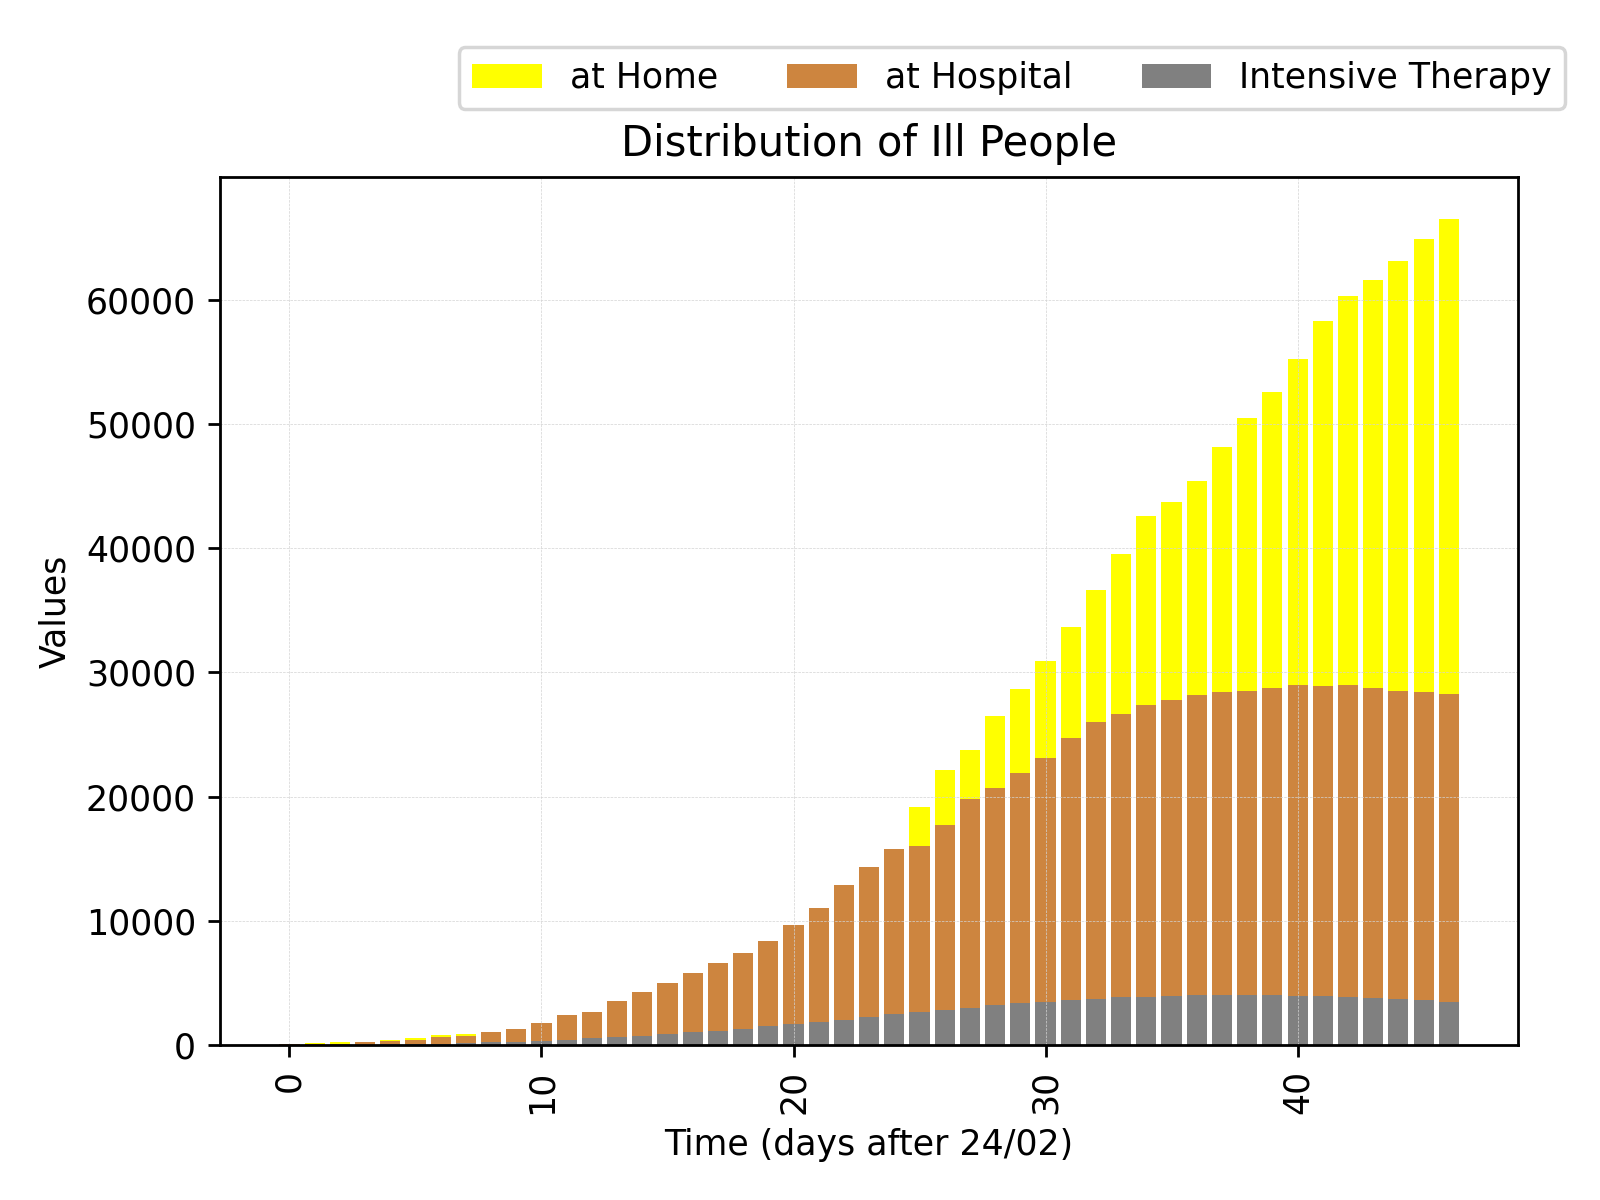 at Home at Hospital Intensive Therapy
Distribution of Ill People
60000
50000
40000
30000
20000
10000
0
Values
0 10 20 30 40
Time (days after 24/02)